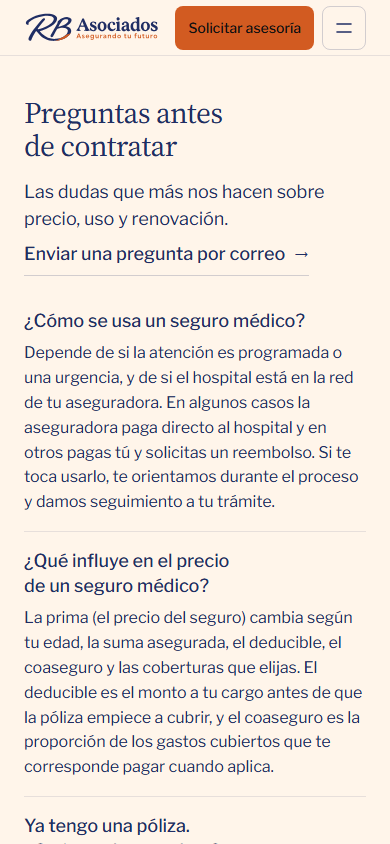 RB Asociados
Asegurando tu futuro
Solicitar asesoría
Preguntas antes
de contratar
Las dudas que más nos hacen sobre
precio, uso y renovación.
Enviar una pregunta por correo →
¿Cómo se usa un seguro médico?
Depende de si la atención es programada o
una urgencia, y de si el hospital está en la red
de tu aseguradora. En algunos casos la
aseguradora paga directo al hospital y en
otros pagas tú y solicitas un reembolso. Si te
toca usarlo, te orientamos durante el proceso
y damos seguimiento a tu trámite.
¿Qué influye en el precio
de un seguro médico?
La prima (el precio del seguro) cambia según
tu edad, la suma asegurada, el deducible, el
coaseguro y las coberturas que elijas. El
deducible es el monto a tu cargo antes de que
la póliza empiece a cubrir, y el coaseguro es la
proporción de los gastos cubiertos que te
corresponde pagar cuando aplica.
Ya tengo una póliza.